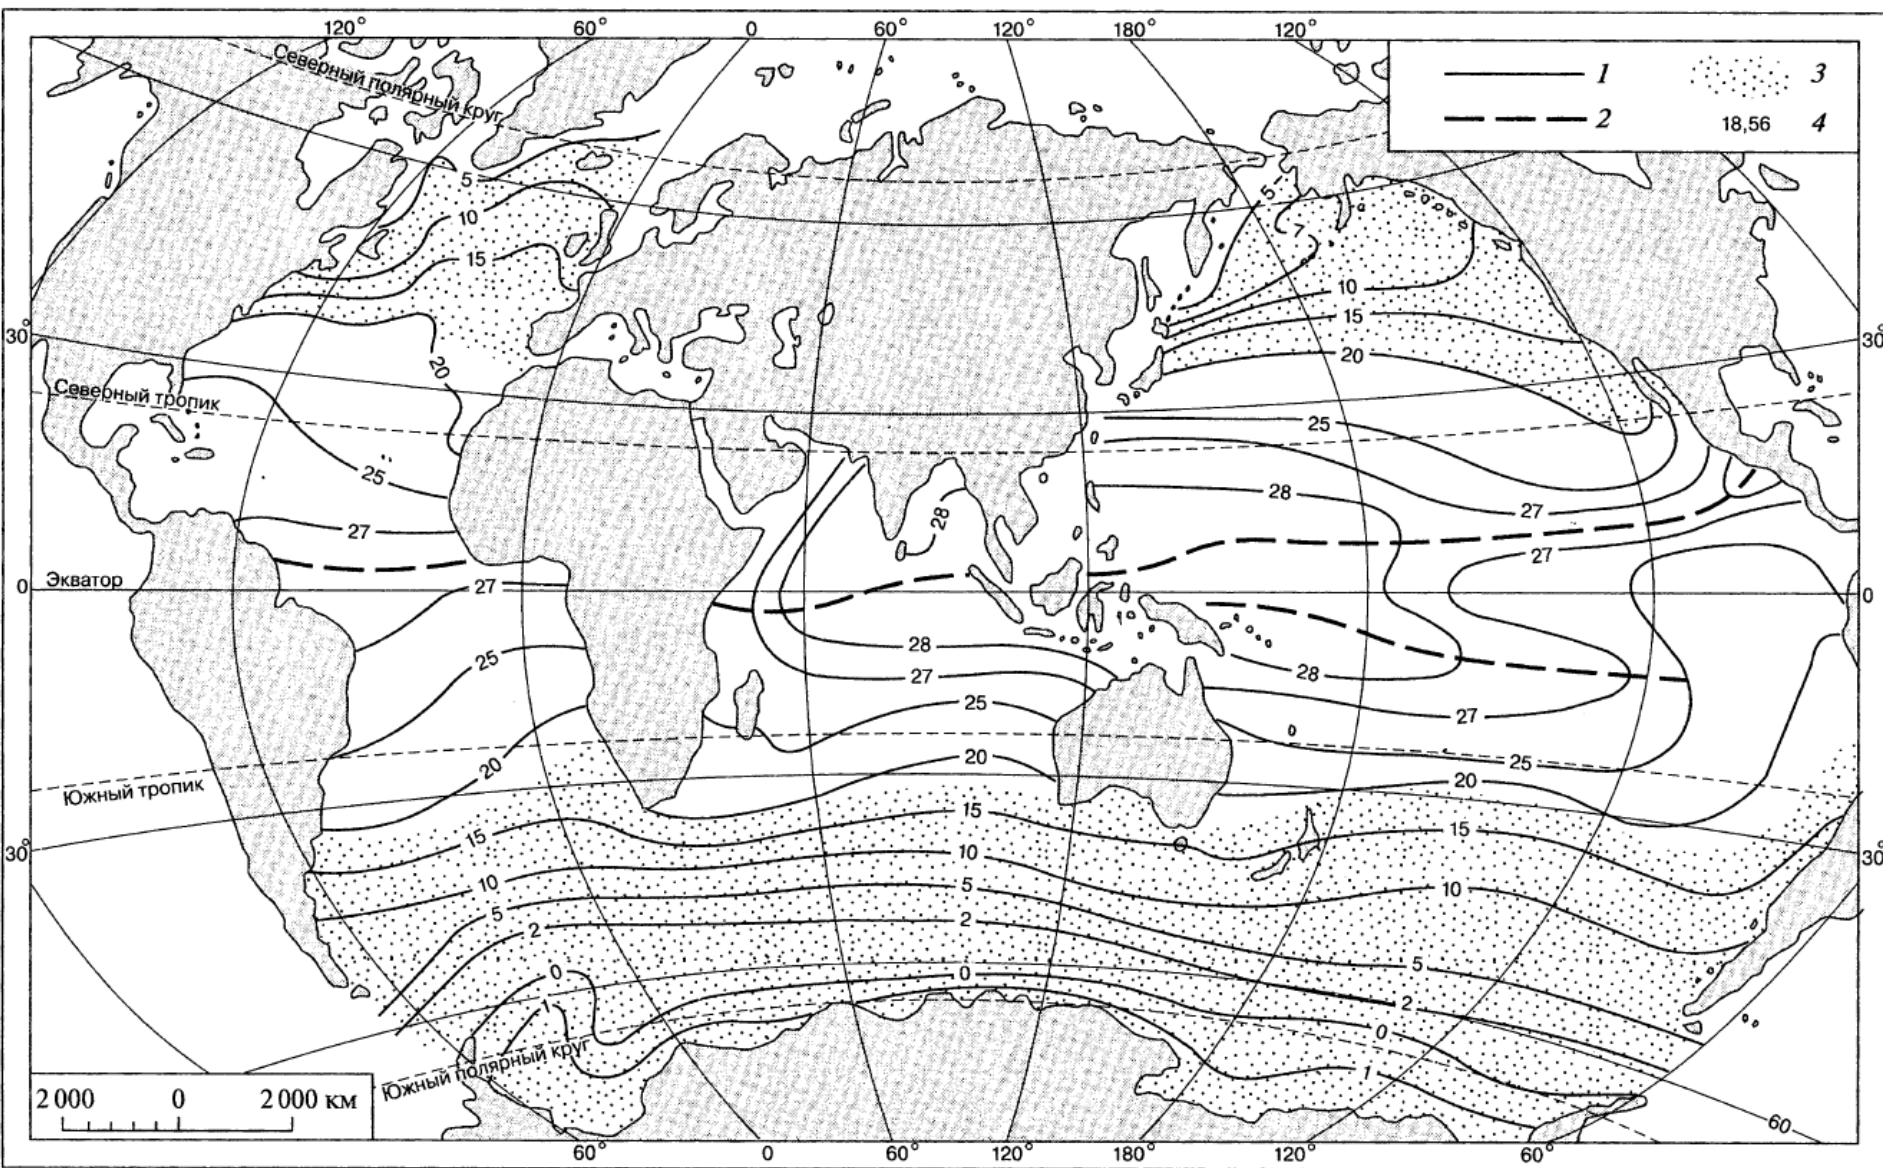 120° 60° 0 60° 120° 180° 120°
1 3
2 18,56 4
Северный полярный круг
5 5
10 7
15 10
15
30° 20 20 30°
Северный тропик
25 25
28 27
27 28 27
Экватор
0 27 0
25 28 28
27 27
25 25
20 20 20
Южный тропик
15 15 15
30° 10 10 10 30°
5 5 5
2 2 2
0 0 0
1 1
Южный полярный круг
2 000 0 2 000 км
60
60° 0 60° 120° 180° 120° 60°